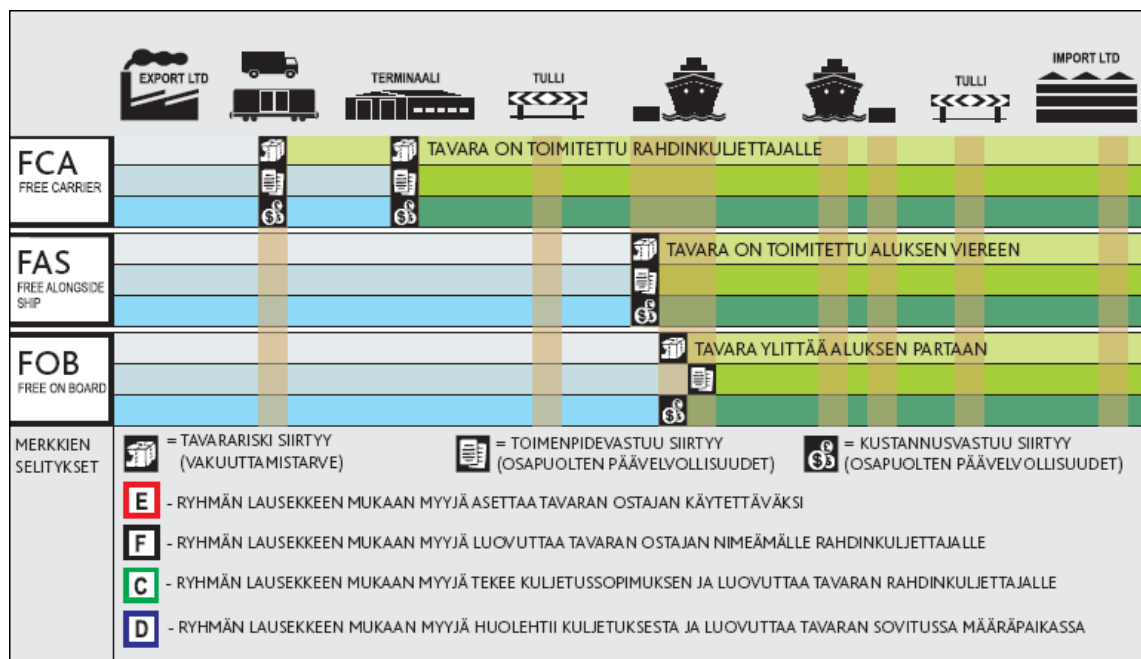 EXPORT LTD
TERMINAALI
TULLI
TULLI
IMPORT LTD
FCA
FREE CARRIER
TAVARA ON TOIMITETTU RAHDINKULJETTAJALLE
FAS
FREE ALONGSIDE
SHIP
TAVARA ON TOIMITETTU ALUKSEN VIEREEN
FOB
FREE ON BOARD
TAVARA YLITTÄÄ ALUKSEN PARTAAN
MERKKIEN
SELITYKSET
= TAVARARISKI SIIRTYY
(VAKUUTTAMISTARVE)
= TOIMENPIDEVASTUU SIIRTYY
(OSAPUOLTEN PÄÄVELVOLLISUUDET)
= KUSTANNUSVASTUU SIIRTYY
(OSAPUOLTEN PÄÄVELVOLLISUUDET)
E - RYHMÄN LAUSEKKEEN MUKAAN MYYJÄ ASETTAA TAVARAN OSTAJAN KÄYTETTÄVÄKSI
F - RYHMÄN LAUSEKKEEN MUKAAN MYYJÄ LUOVUTTAA TAVARAN OSTAJAN NIMEÄMÄLLE RAHDINKULJETTAJALLE
C - RYHMÄN LAUSEKKEEN MUKAAN MYYJÄ TEKEE KULJETUSSOPIMUKSEN JA LUOVUTTAA TAVARAN RAHDINKULJETTAJALLE
D - RYHMÄN LAUSEKKEEN MUKAAN MYYJÄ HUOLEHTII KULJETUKSESTA JA LUOVUTTAA TAVARAN SOVITUSSA MÄÄRÄPAIKASSA